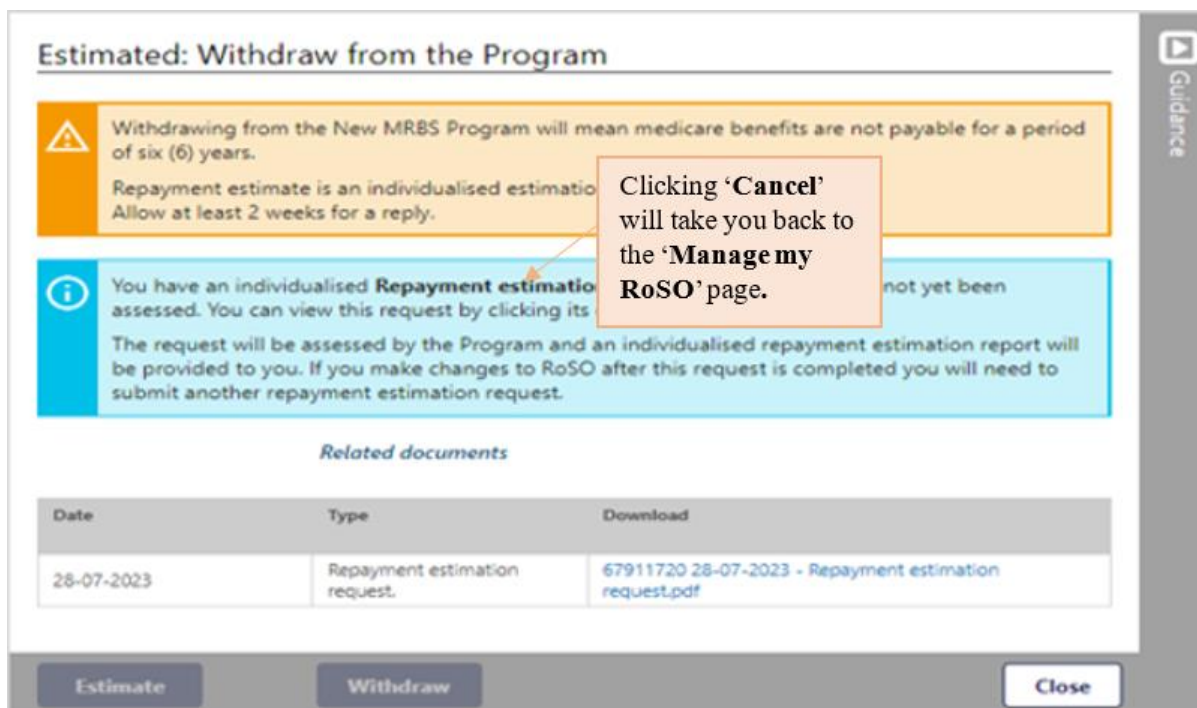 Estimated: Withdraw from the Program
Guidance
Withdrawing from the New MRBS Program will mean medicare benefits are not payable for a period
of six (6) years.
Repayment estimate is an individualised estimatio
Allow at least 2 weeks for a reply.
Clicking ‘Cancel’
will take you back to
the ‘Manage my
RoSO’ page.
You have an individualised Repayment estimatio
not yet been
assessed. You can view this request by clicking its
The request will be assessed by the Program and an individualised repayment estimation report will
be provided to you. If you make changes to RoSO after this request is completed you will need to
submit another repayment estimation request.
Related documents
Date Type Download
28-07-2023 Repayment estimation request. 67911720 28-07-2023 - Repayment estimation request.pdf
Estimate Withdraw Close